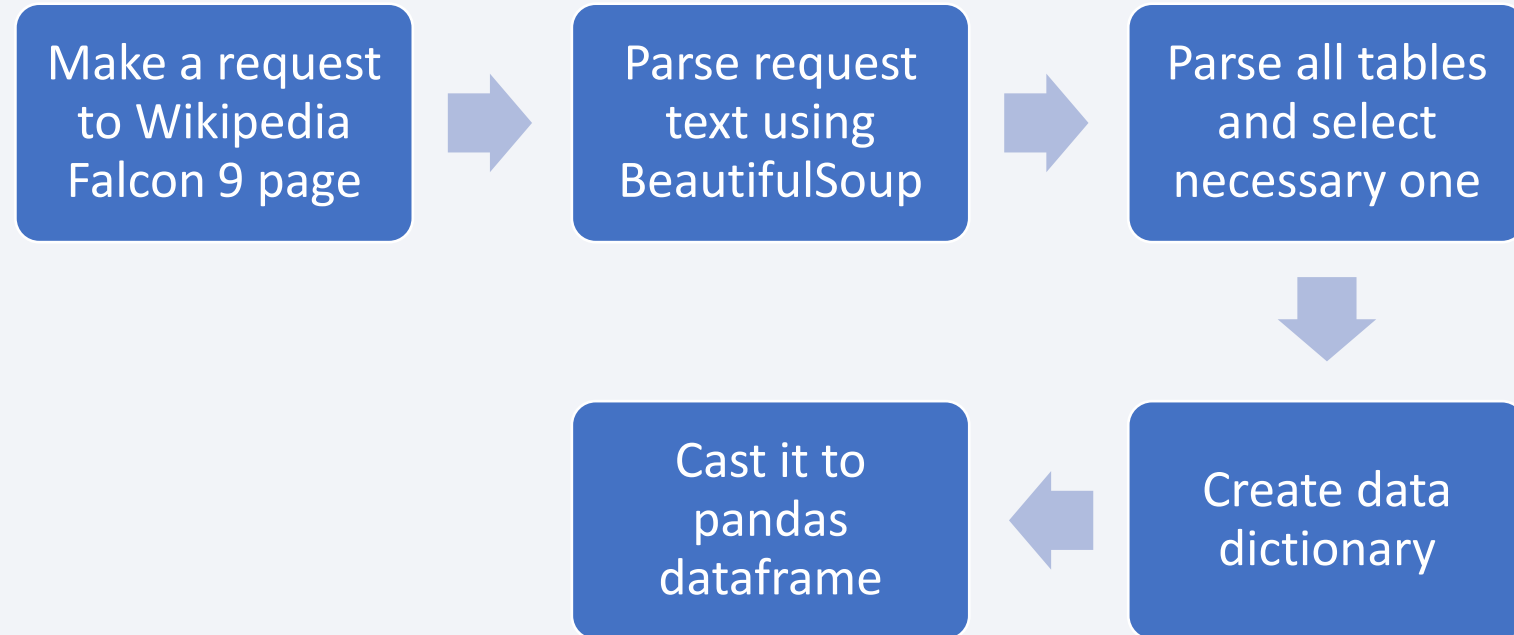 Make a request
to Wikipedia
Falcon 9 page
Parse request
text using
BeautifulSoup
Parse all tables
and select
necessary one
Create data
dictionary
Cast it to
pandas
dataframe